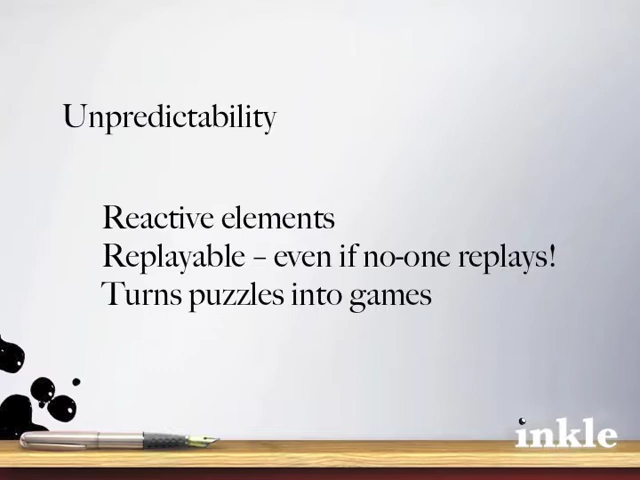 Unpredictability
Reactive elements
Replayable – even if no-one replays!
Turns puzzles into games
inkle